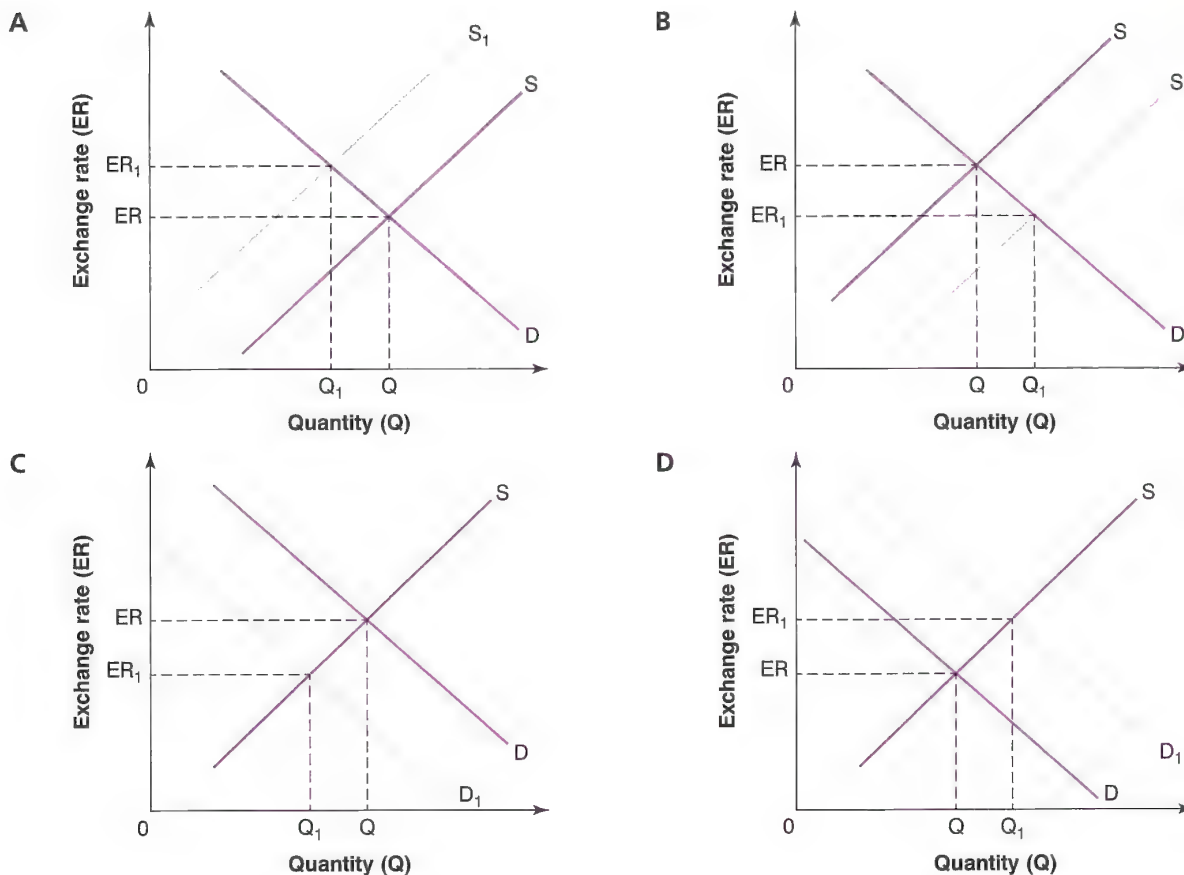 A
Exchange rate (ER)
S₁
S
ER₁
ER
D
0
Q₁
Q
Quantity (Q)
B
Exchange rate (ER)
S
S
ER
ER₁
D
0
Q
Q₁
Quantity (Q)
C
Exchange rate (ER)
S
ER
ER₁
D
D₁
0
Q₁
Q
Quantity (Q)
D
Exchange rate (ER)
S
ER₁
ER
D₁
D
0
Q
Q₁
Quantity (Q)